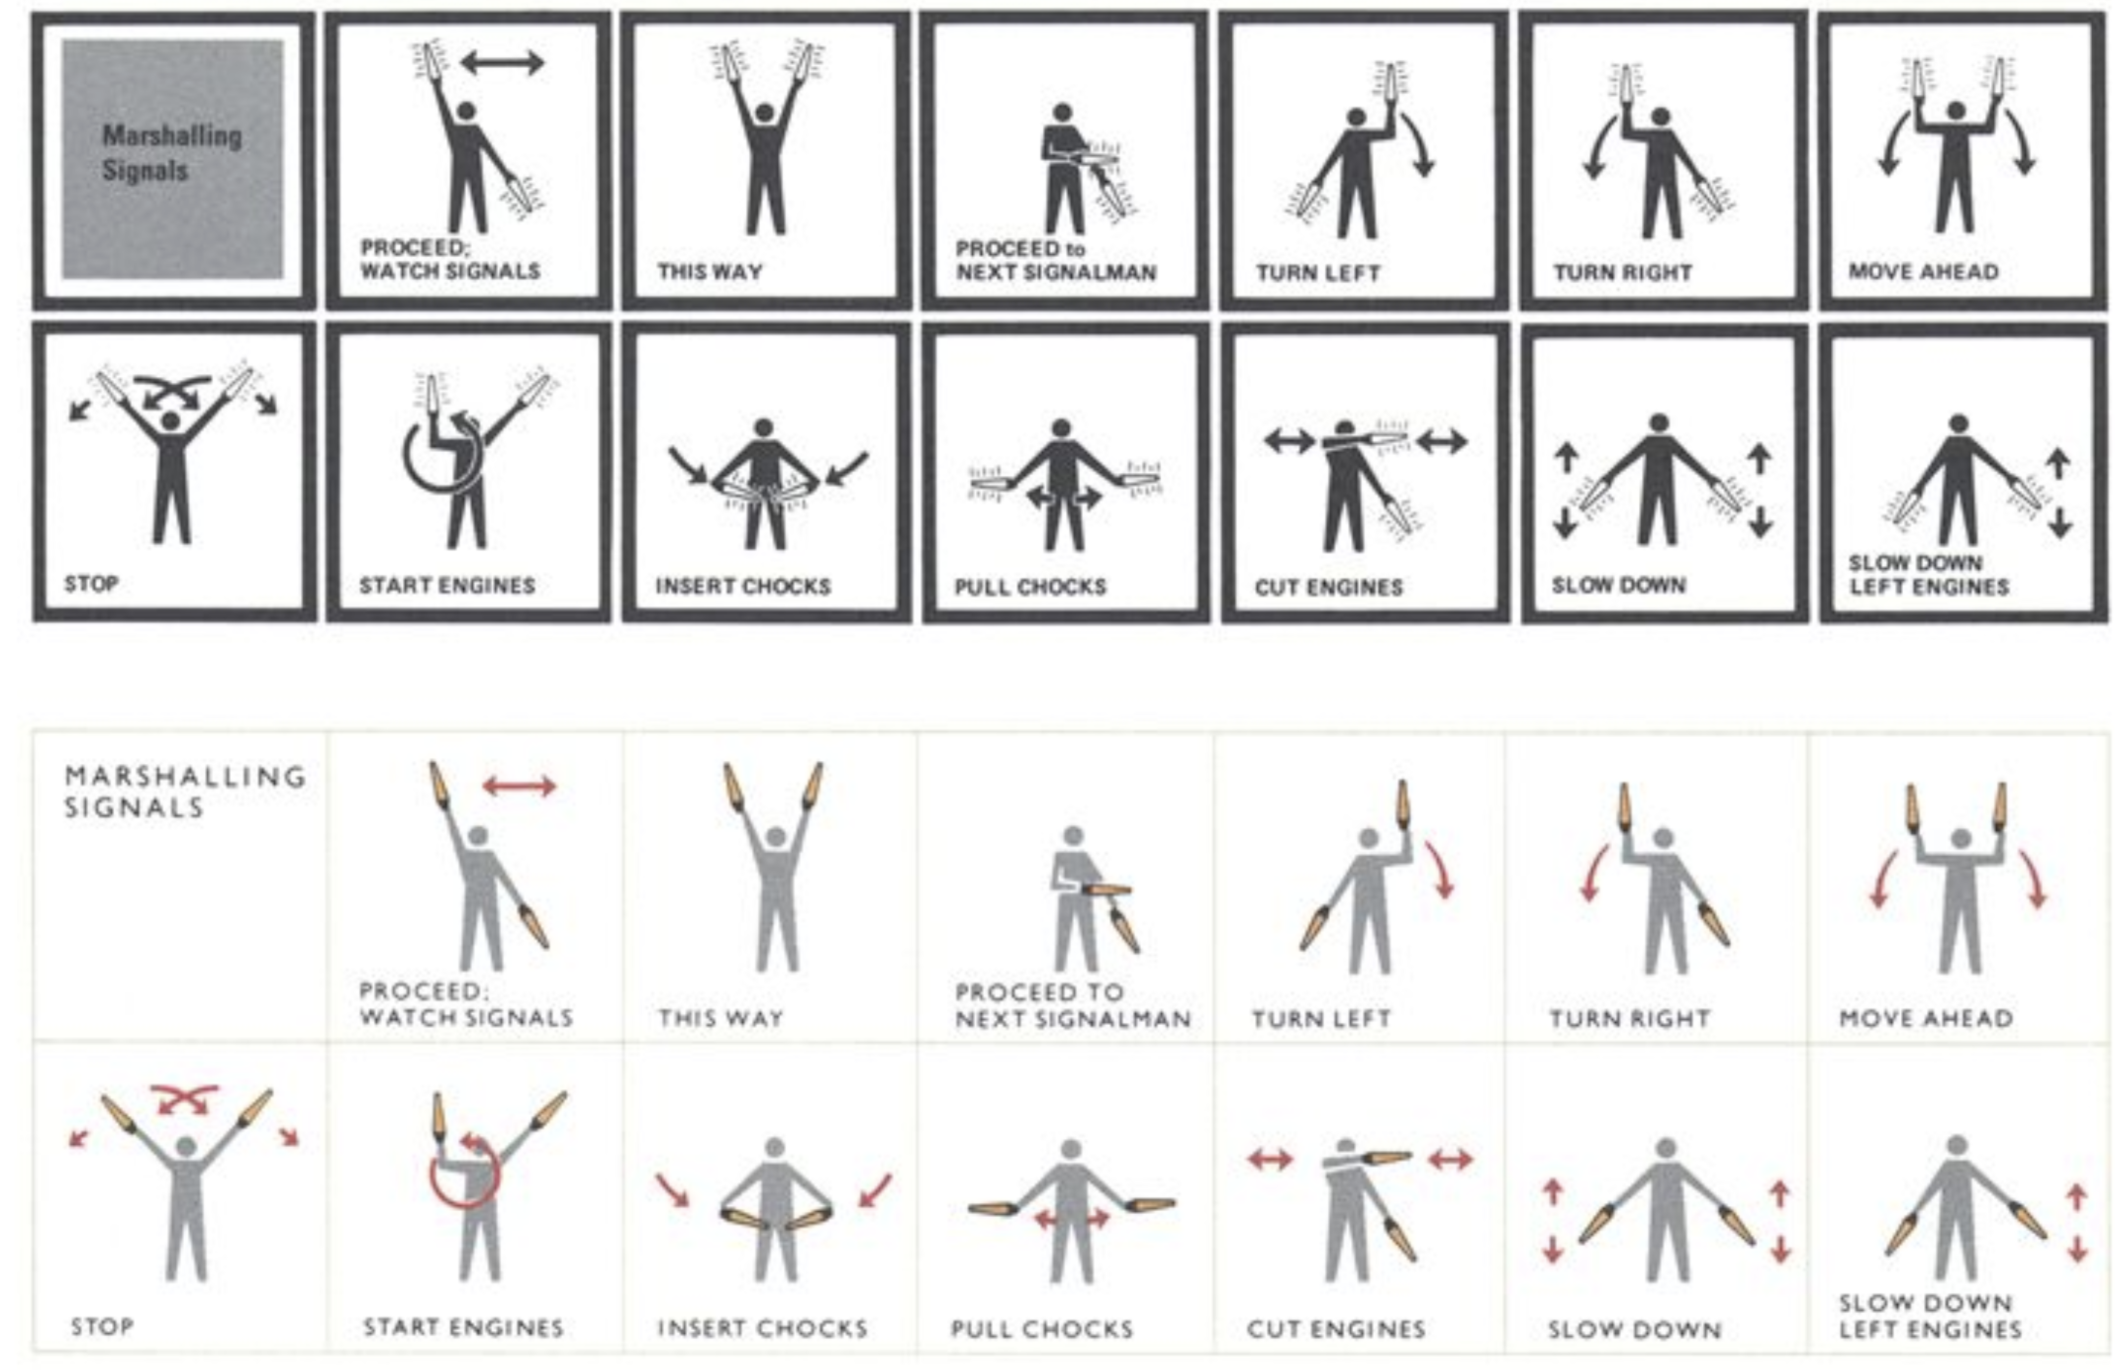 Marshalling
Signals
PROCEED;
WATCH SIGNALS
THIS WAY
PROCEED to
NEXT SIGNALMAN
TURN LEFT
TURN RIGHT
MOVE AHEAD
STOP
START ENGINES
INSERT CHOCKS
PULL CHOCKS
CUT ENGINES
SLOW DOWN
SLOW DOWN
LEFT ENGINES
MARSHALLING
SIGNALS
PROCEED;
WATCH SIGNALS
THIS WAY
PROCEED TO
NEXT SIGNALMAN
TURN LEFT
TURN RIGHT
MOVE AHEAD
STOP
START ENGINES
INSERT CHOCKS
PULL CHOCKS
CUT ENGINES
SLOW DOWN
SLOW DOWN
LEFT ENGINES